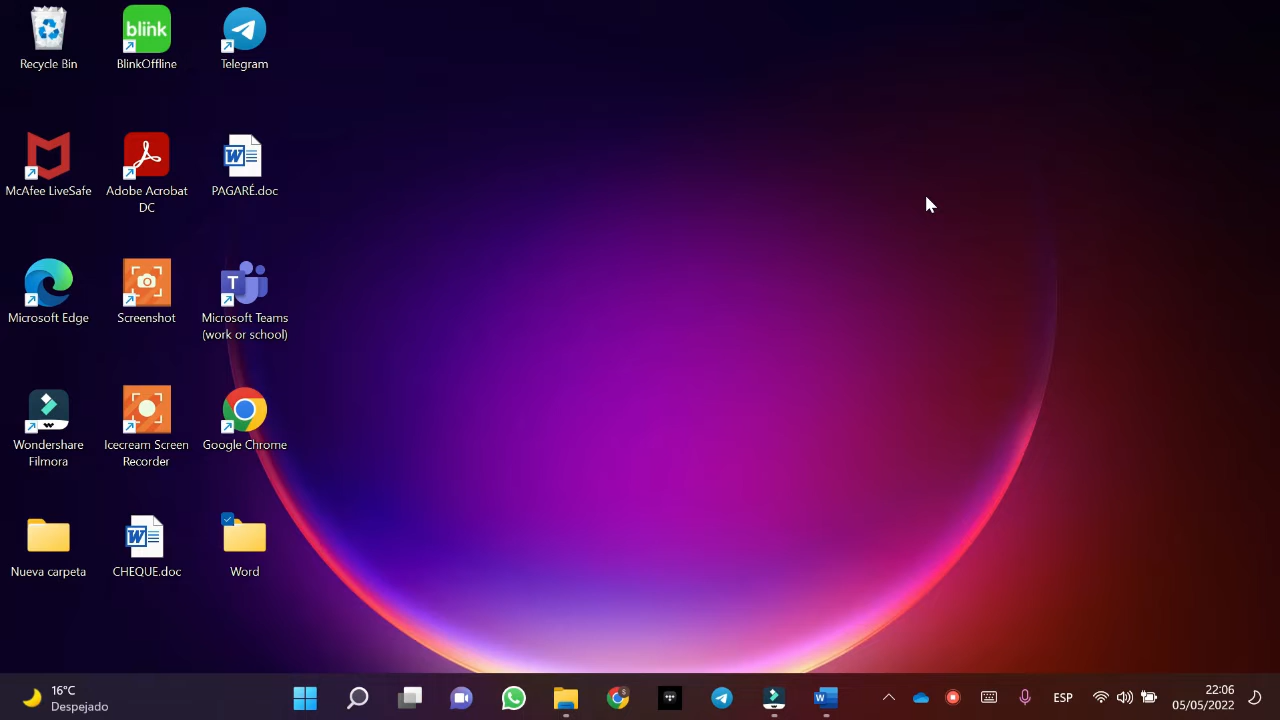 blink
Recycle Bin
BlinkOffline
Telegram
McAfee LiveSafe
Adobe Acrobat
DC
PAGARÉ.doc
Microsoft Edge
Screenshot
Microsoft Teams
(work or school)
Wondershare
Filmora
Icecream Screen
Recorder
Google Chrome
Nueva carpeta
CHEQUE.doc
Word
16°C
Despejado
ESP
22:06
05/05/2022